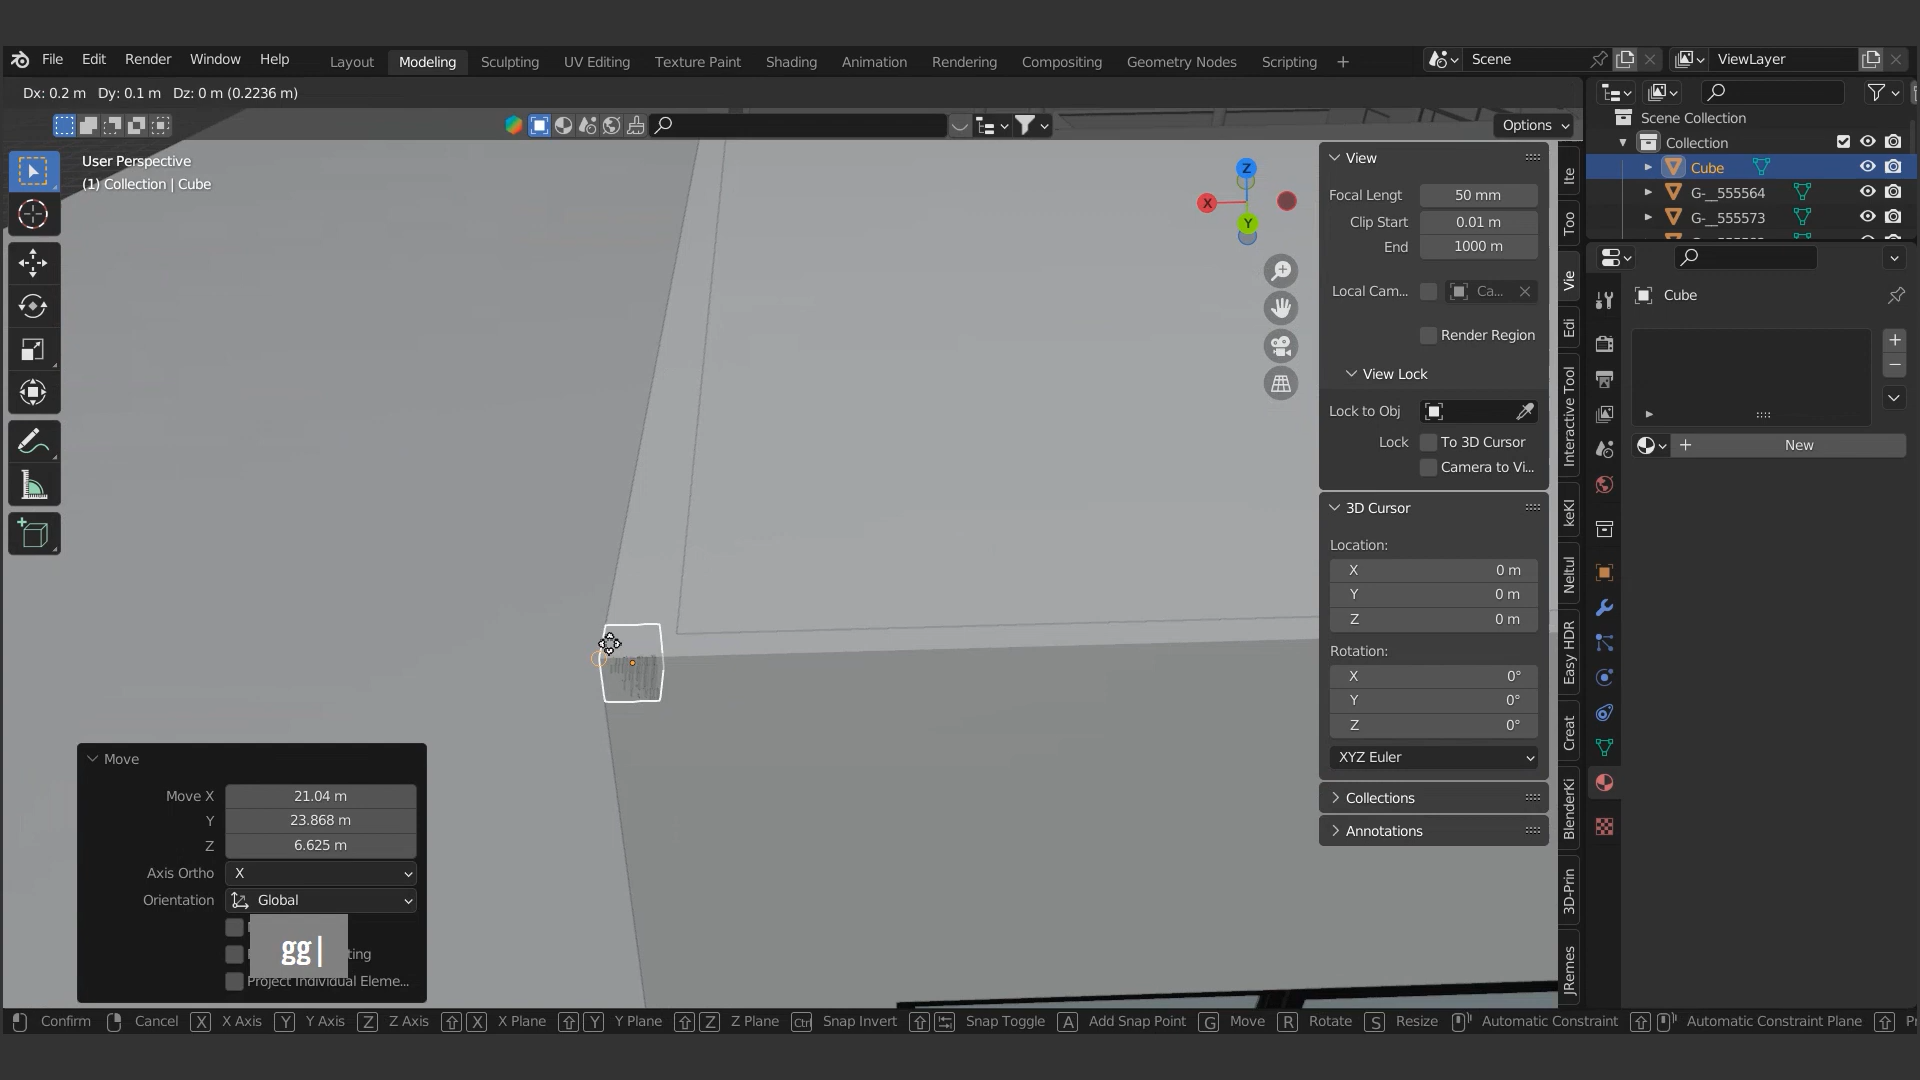 File Edit Render Window Help Layout Modeling Sculpting UV Editing Texture Paint Shading Animation Rendering Compositing Geometry Nodes Scripting + Scene ViewLayer
Dx: 0.2 m Dy: 0.1 m Dz: 0 m (0.2236 m)
Options
User Perspective
(1) Collection | Cube
Z
X
Y
View
Focal Lengt 50 mm
Clip Start 0.01 m
End 1000 m
Local Cam... Ca...
Render Region
View Lock
Lock to Obj
Lock To 3D Cursor
Camera to Vi...
3D Cursor
Location:
X 0 m
Y 0 m
Z 0 m
Rotation:
X 0°
Y 0°
Z 0°
XYZ Euler
Collections
Annotations
Ite
Too
Vie
Edi
Interactive Tool
keKI
Neltul
Easy HDR
Creat
BlenderKi
3D-Prin
JRemes
Scene Collection
Collection
Cube
G-__555564
G-__555573
Cube
+
−
+ New
Move
Move X 21.04 m
Y 23.868 m
Z 6.625 m
Axis Ortho X
Orientation Global
gg|
ting
Project Individual Eleme...
Confirm Cancel X X Axis Y Y Axis Z Z Axis X X Plane Y Y Plane Z Z Plane Ctrl Snap Invert Snap Toggle A Add Snap Point G Move R Rotate S Resize Automatic Constraint Automatic Constraint Plane